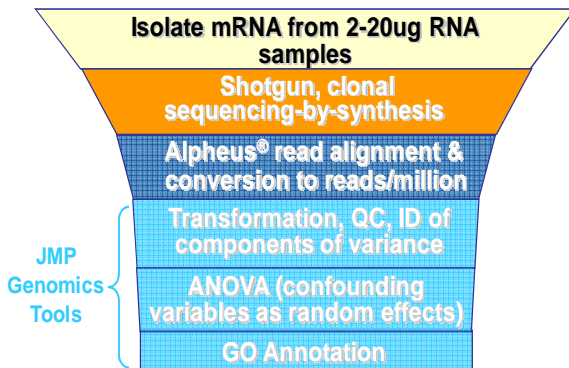 Isolate mRNA from 2-20ug RNA
samples
Shotgun, clonal
sequencing-by-synthesis
Alpheus® read alignment &
conversion to reads/million
Transformation, QC, ID of
components of variance
JMP
Genomics
Tools
ANOVA (confounding
variables as random effects)
GO Annotation